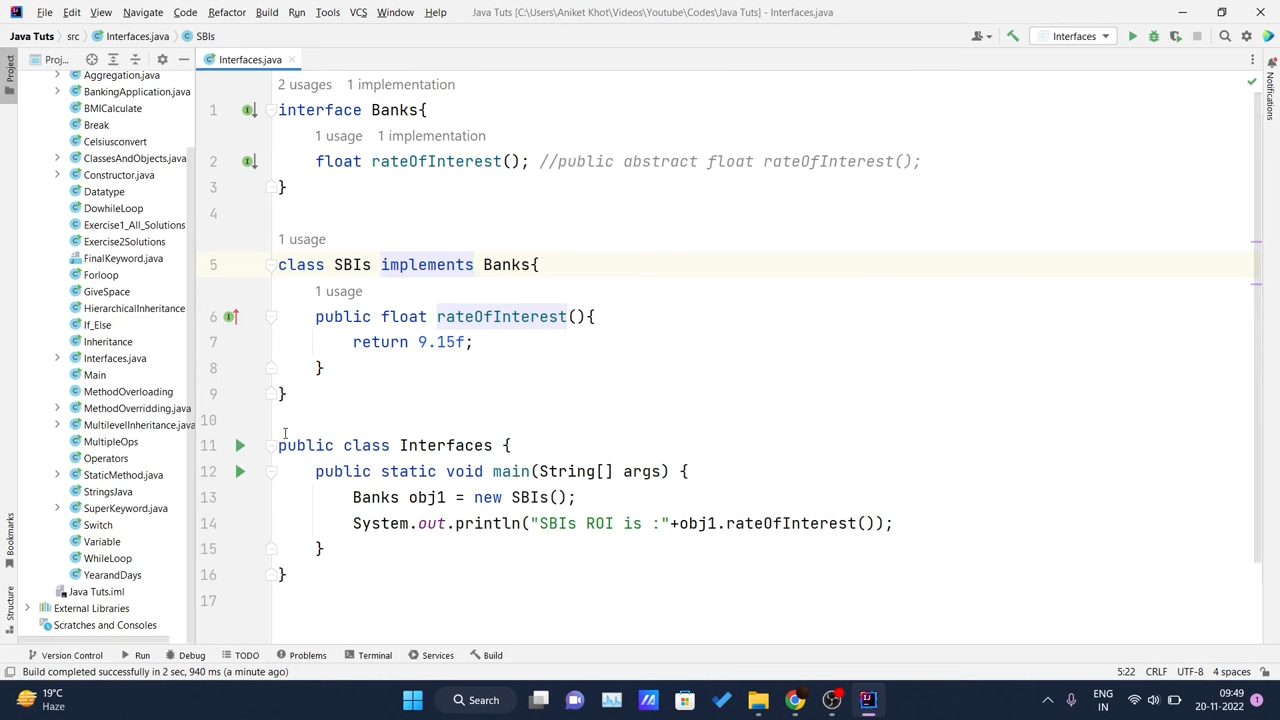 File Edit View Navigate Code Refactor Build Run Tools VCS Window Help Java Tuts [C:\Users\Aniket Khot\Videos\Youtube\Codes\Java Tuts] - Interfaces.java
Java Tuts src Interfaces.java SBIs Interfaces
Project
Proj...
Interfaces.java
Notifications
Aggregation.java
BankingApplication.java
BMICalculate
Break
Celsiusconvert
ClassesAndObjects.java
Constructor.java
Datatype
DowhileLoop
Exercise1_All_Solutions
Exercise2Solutions
FinalKeyword.java
Forloop
GiveSpace
HierarchicalInheritance
If_Else
Inheritance
Interfaces.java
Main
MethodOverloading
MethodOverridding.java
MultilevelInheritance.java
MultipleOps
Operators
StaticMethod.java
StringsJava
SuperKeyword.java
Switch
Variable
WhileLoop
YearandDays
Java Tuts.iml
External Libraries
Scratches and Consoles
2 usages 1 implementation
1 interface Banks{
1 usage 1 implementation
2 float rateOfInterest(); //public abstract float rateOfInterest();
3 }
4
1 usage
5 class SBIs implements Banks{
1 usage
6 public float rateOfInterest(){
7 return 9.15f;
8 }
9 }
10
11 public class Interfaces {
12 public static void main(String[] args) {
13 Banks obj1 = new SBIs();
14 System.out.println("SBIs ROI is :"+obj1.rateOfInterest());
15 }
16 }
17
Bookmarks
Structure
Version Control Run Debug TODO Problems Terminal Services Build
Build completed successfully in 2 sec, 940 ms (a minute ago) 5:22 CRLF UTF-8 4 spaces
19°C
Haze
Search
ENG
IN
09:49
20-11-2022
1